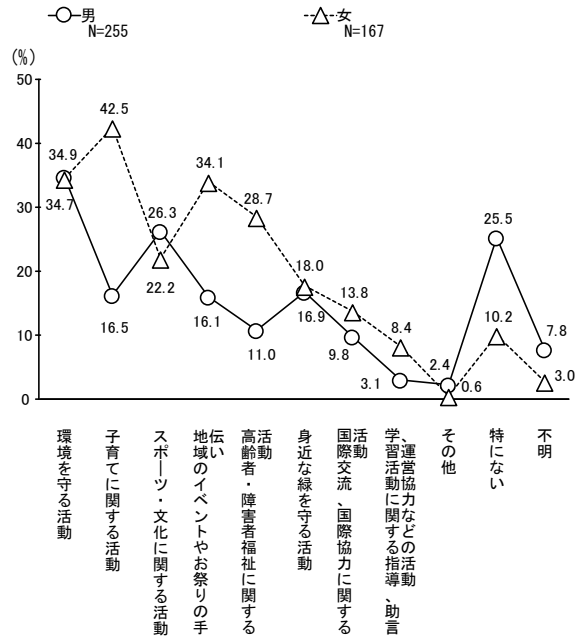 男
N=255
女
N=167
(%)
50
40
30
20
10
0
34.9
34.7
42.5
16.5
26.3
22.2
34.1
16.1
28.7
11.0
18.0
16.9
13.8
9.8
8.4
3.1
2.4
0.6
25.5
10.2
7.8
3.0
環境を守る活動
子育てに関する活動
スポーツ・文化に関する活動
地域のイベントやお祭りの手
伝い
高齢者・障害者福祉に関する
活動
身近な緑を守る活動
国際交流、国際協力に関する
活動
学習活動に関する指導、助言
、運営協力などの活動
その他
特にない
不明